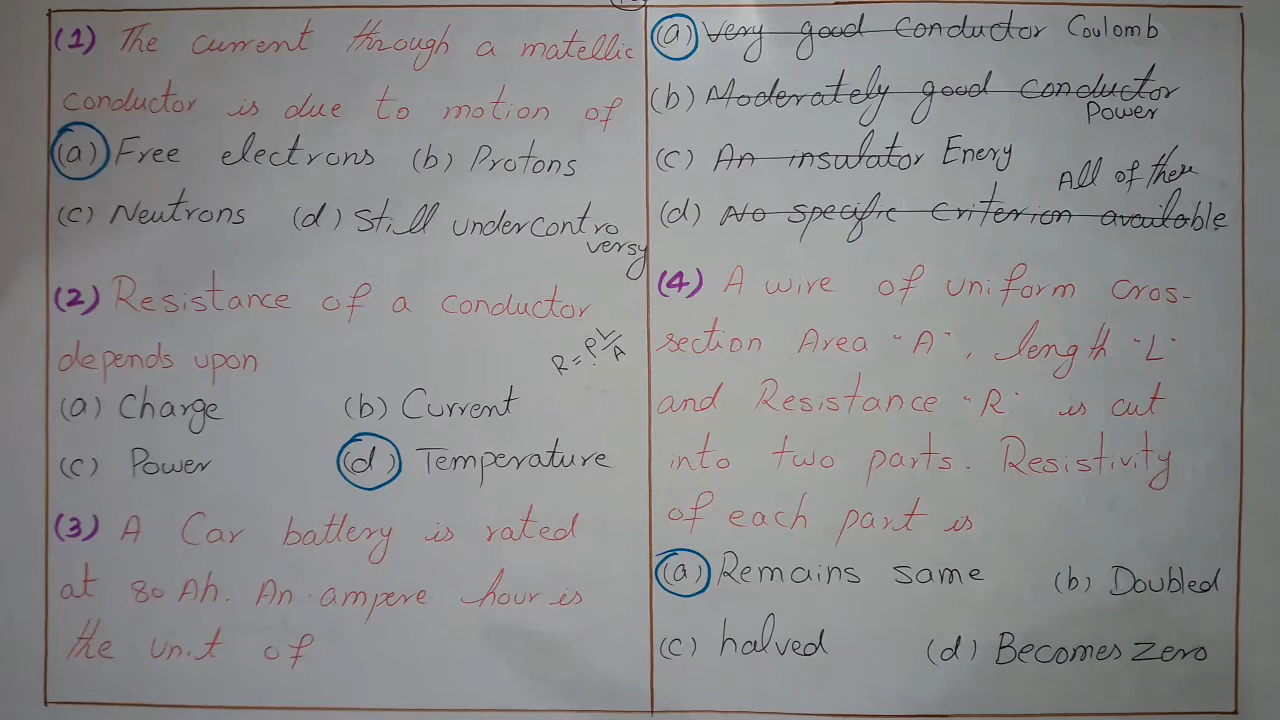 (1) The current through a matellic
conductor is due to motion of
(a) Free electrons (b) Protons
(c) Neutrons (d) Still undercontro
versy
(2) Resistance of a conductor
depends upon
R = ρ L/A
(a) Charge (b) Current
(c) Power (d) Temperature
(3) A Car battery is rated
at 80 Ah. An ampere hour is
the unit of
(a) Very good conductor Coulomb
(b) Moderately good conductor
Power
(c) An insulator Enery
All of these
(d) No specific criterion available
(4) A wire of uniform cros-
section Area "A", length "L"
and Resistance "R" is cut
into two parts. Resistivity
of each part is
(a) Remains same (b) Doubled
(c) halved (d) Becomes zero